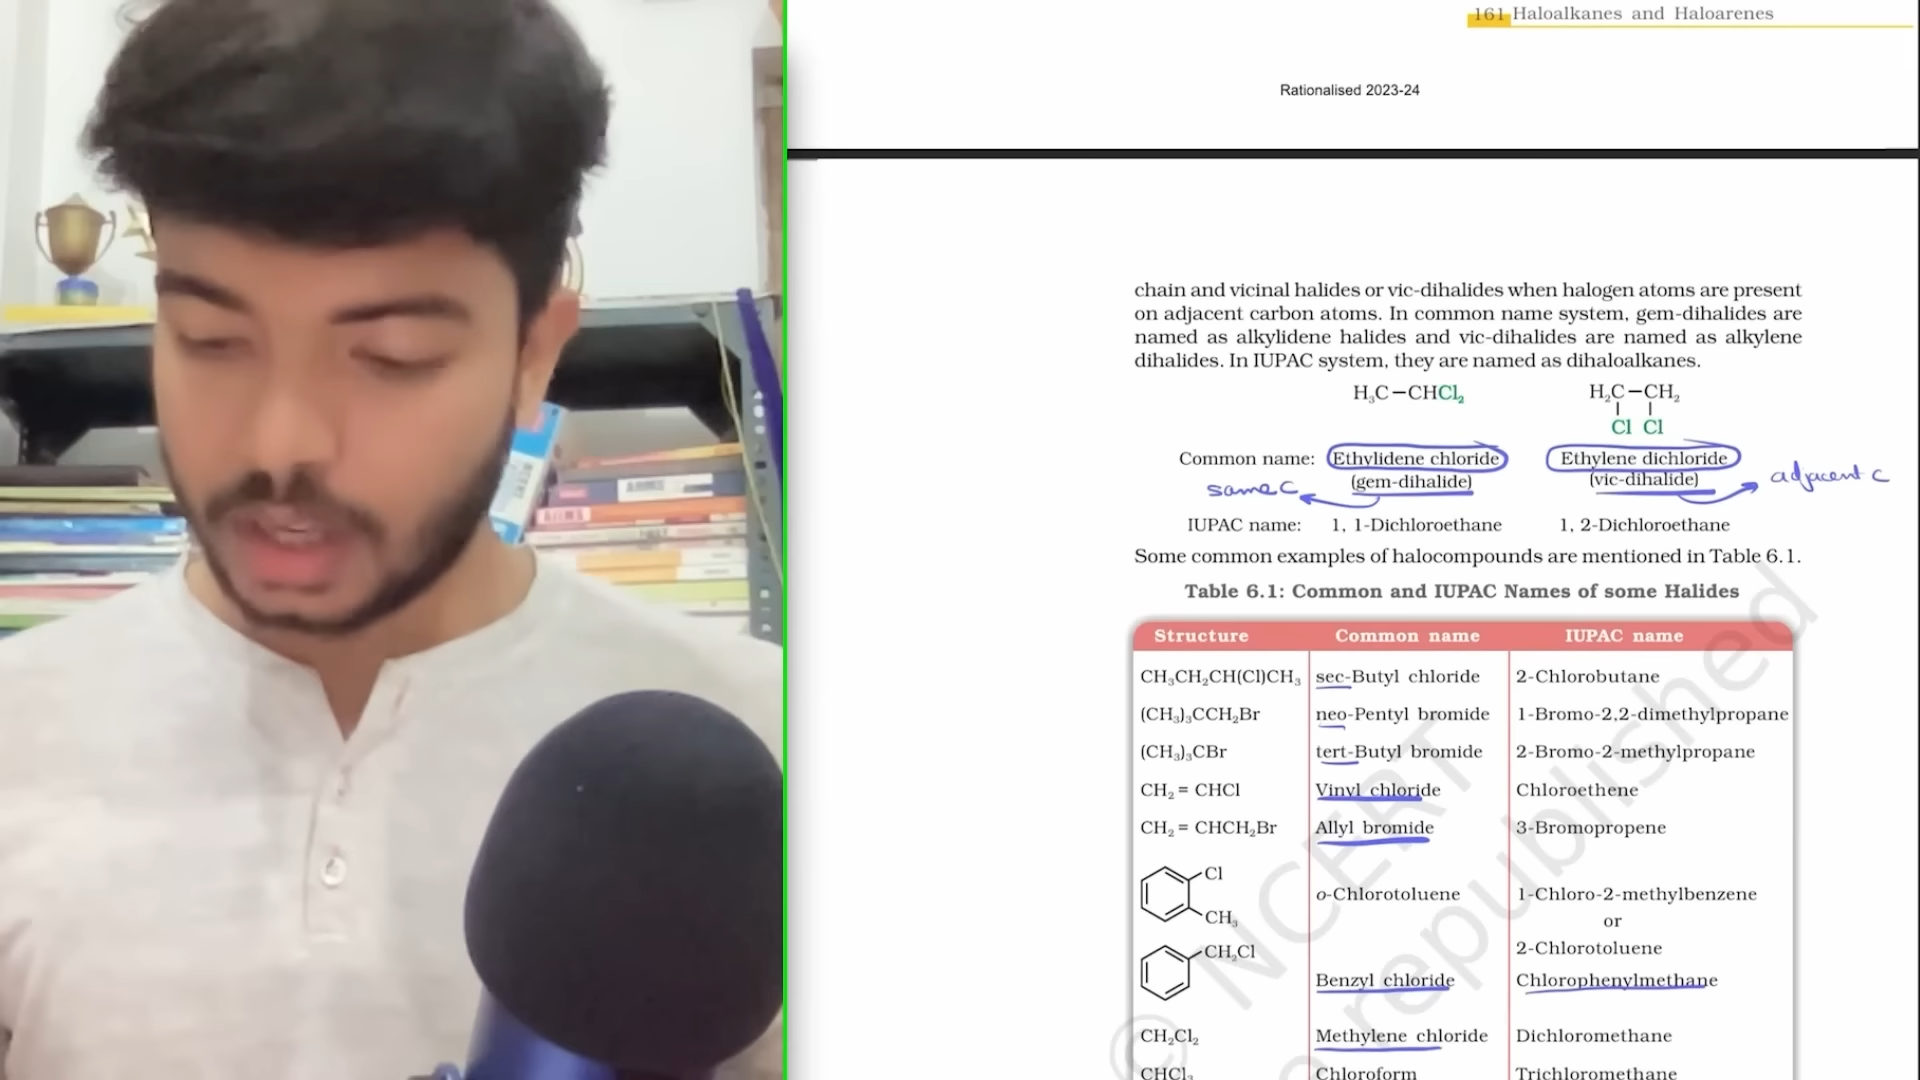 161 Haloalkanes and Haloarenes
Rationalised 2023-24
chain and vicinal halides or vic-dihalides when halogen atoms are present
on adjacent carbon atoms. In common name system, gem-dihalides are
named as alkylidene halides and vic-dihalides are named as alkylene
dihalides. In IUPAC system, they are named as dihaloalkanes.
H₃C−CHCl₂ H₂C−CH₂
Cl Cl
Common name: Ethylidene chloride Ethylene dichloride
(gem-dihalide) (vic-dihalide) adjacent c
same c
IUPAC name: 1, 1-Dichloroethane 1, 2-Dichloroethane
Some common examples of halocompounds are mentioned in Table 6.1.
Table 6.1: Common and IUPAC Names of some Halides
Structure Common name IUPAC name
CH₃CH₂CH(Cl)CH₃ sec-Butyl chloride 2-Chlorobutane
(CH₃)₃CCH₂Br neo-Pentyl bromide 1-Bromo-2,2-dimethylpropane
(CH₃)₃CBr tert-Butyl bromide 2-Bromo-2-methylpropane
CH₂ = CHCl Vinyl chloride Chloroethene
CH₂ = CHCH₂Br Allyl bromide 3-Bromopropene
Cl
o-Chlorotoluene 1-Chloro-2-methylbenzene
CH₃ or
CH₂Cl 2-Chlorotoluene
Benzyl chloride Chlorophenylmethane
CH₂Cl₂ Methylene chloride Dichloromethane
CHCl₃ Chloroform Trichloromethane
© NCERT
republished
AIIMS
AIIMS